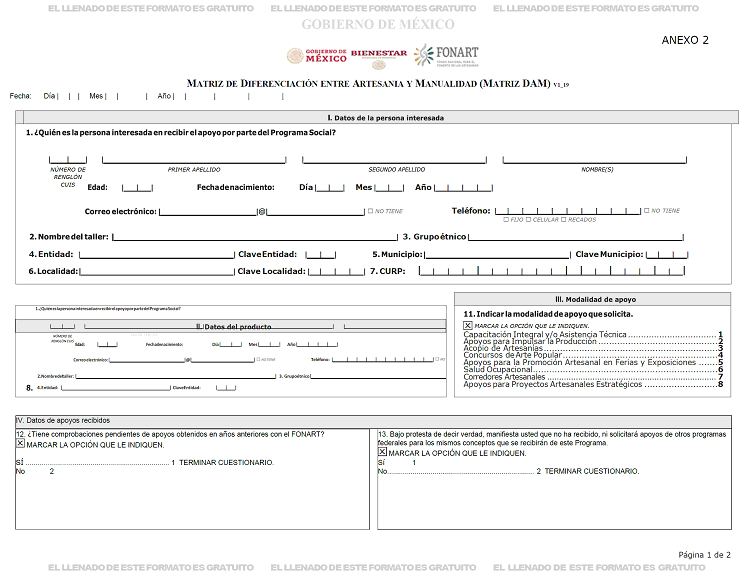 EL LLENADO DE ESTE FORMATO ES GRATUITO EL LLENADO DE ESTE FORMATO ES GRATUITO EL LLENADO DE ESTE FORMATO ES GRATUITO
GOBIERNO DE MÉXICO
ANEXO 2
GOBIERNO DE MÉXICO BIENESTAR FONART
MATRIZ DE DIFERENCIACIÓN ENTRE ARTESANIA Y MANUALIDAD (MATRIZ DAM) V1_19
Fecha: Día Mes Año
I. Datos de la persona interesada
1. ¿Quién es la persona interesada en recibir el apoyo por parte del Programa Social?
NÚMERO DE RENGLÓN CUIS PRIMER APELLIDO SEGUNDO APELLIDO NOMBRE(S)
Edad: Fecha de nacimiento: Día Mes Año
Correo electrónico: @ NO TIENE Teléfono: NO TIENE
FIJO CELULAR RECADOS
2. Nombre del taller: 3. Grupo étnico
4. Entidad: Clave Entidad: 5. Municipio: Clave Municipio:
6. Localidad: Clave Localidad: 7. CURP:
1. ¿Quién es la persona interesada en recibir el apoyo por parte del Programa Social?
II. Datos del producto
NÚMERO DE RENGLÓN CUIS
Edad: Fecha de nacimiento: Día Mes Año
Correo electrónico: @ NO TIENE Teléfono:
2. Nombre del taller: 3. Grupo étnico
8. 4. Entidad: Clave Entidad:
III. Modalidad de apoyo
11. Indicar la modalidad de apoyo que solicita.
X MARCAR LA OPCIÓN QUE LE INDIQUEN.
Capacitación Integral y/o Asistencia Técnica ........................ 1
Apoyos para Impulsar la Producción ........................ 2
Acopio de Artesanías ........................ 3
Concursos de Arte Popular ........................ 4
Apoyos para la Promoción Artesanal en Ferias y Exposiciones ...... 5
Salud Ocupacional ........................ 6
Corredores Artesanales ........................ 7
Apoyos para Proyectos Artesanales Estratégicos ........................ 8
IV. Datos de apoyos recibidos
12. ¿Tiene comprobaciones pendientes de apoyos obtenidos en años anteriores con el FONART?
X MARCAR LA OPCIÓN QUE LE INDIQUEN.
SÍ ........................ 1 TERMINAR CUESTIONARIO.
No 2
13. Bajo protesta de decir verdad, manifiesta usted que no ha recibido, ni solicitará apoyos de otros programas
federales para los mismos conceptos que se recibirán de este Programa.
X MARCAR LA OPCIÓN QUE LE INDIQUEN.
Sí 1
No ........................ 2 TERMINAR CUESTIONARIO.
Página 1 de 2
EL LLENADO DE ESTE FORMATO ES GRATUITO EL LLENADO DE ESTE FORMATO ES GRATUITO EL LLENADO DE ESTE FORMATO ES GRATUITO